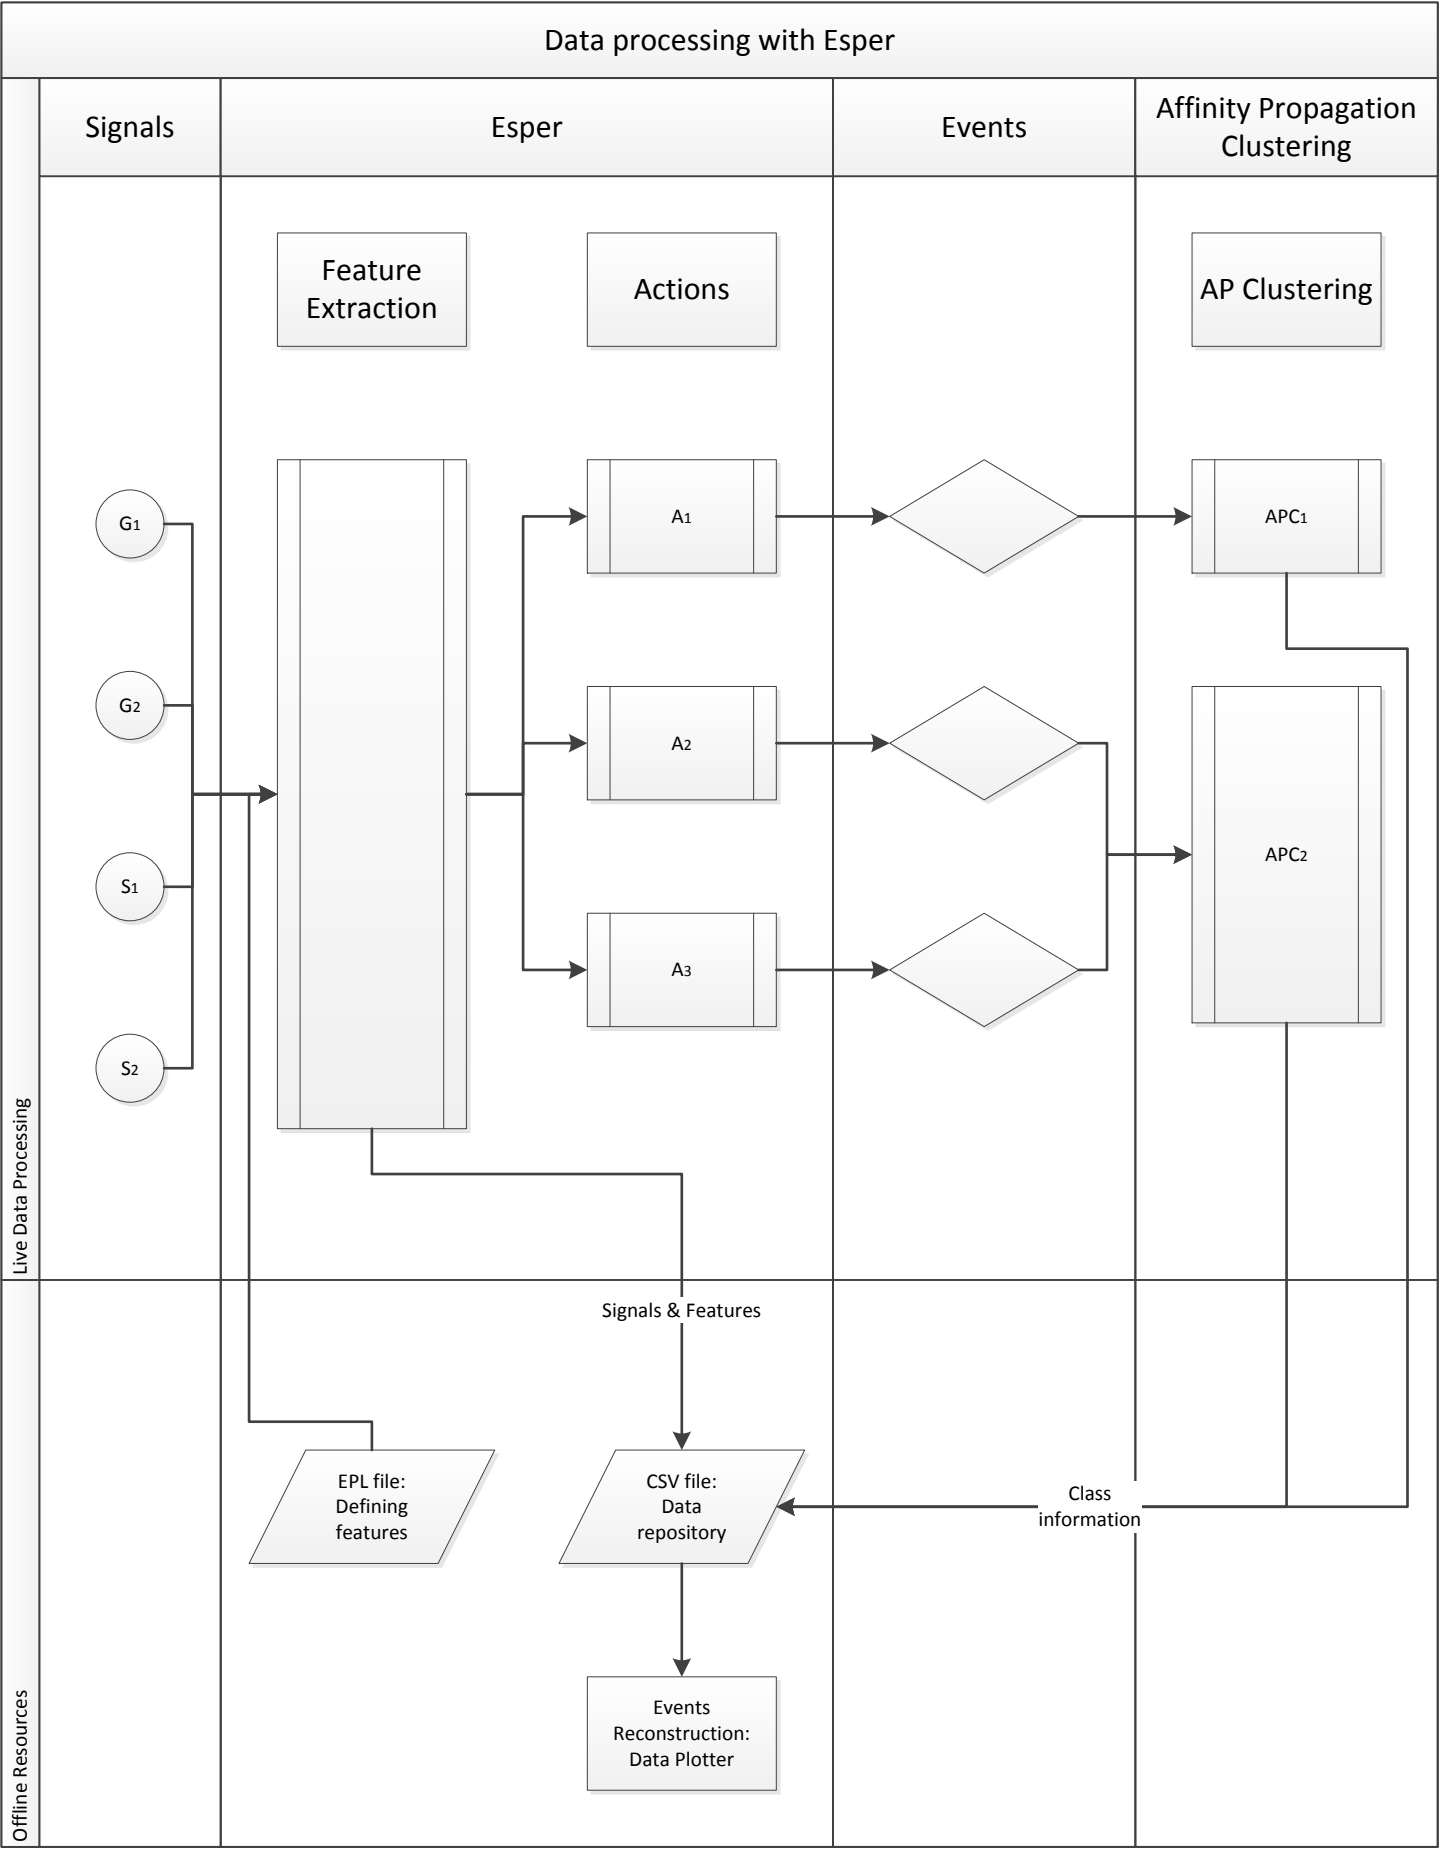 Data processing with Esper
Signals
Esper
Events
Affinity Propagation
Clustering
Feature
Extraction
Actions
AP Clustering
G1
G2
S1
S2
A1
A2
A3
APC1
APC2
Live Data Processing
Signals & Features
EPL file:
Defining
features
CSV file:
Data
repository
Class
information
Events
Reconstruction:
Data Plotter
Offline Resources